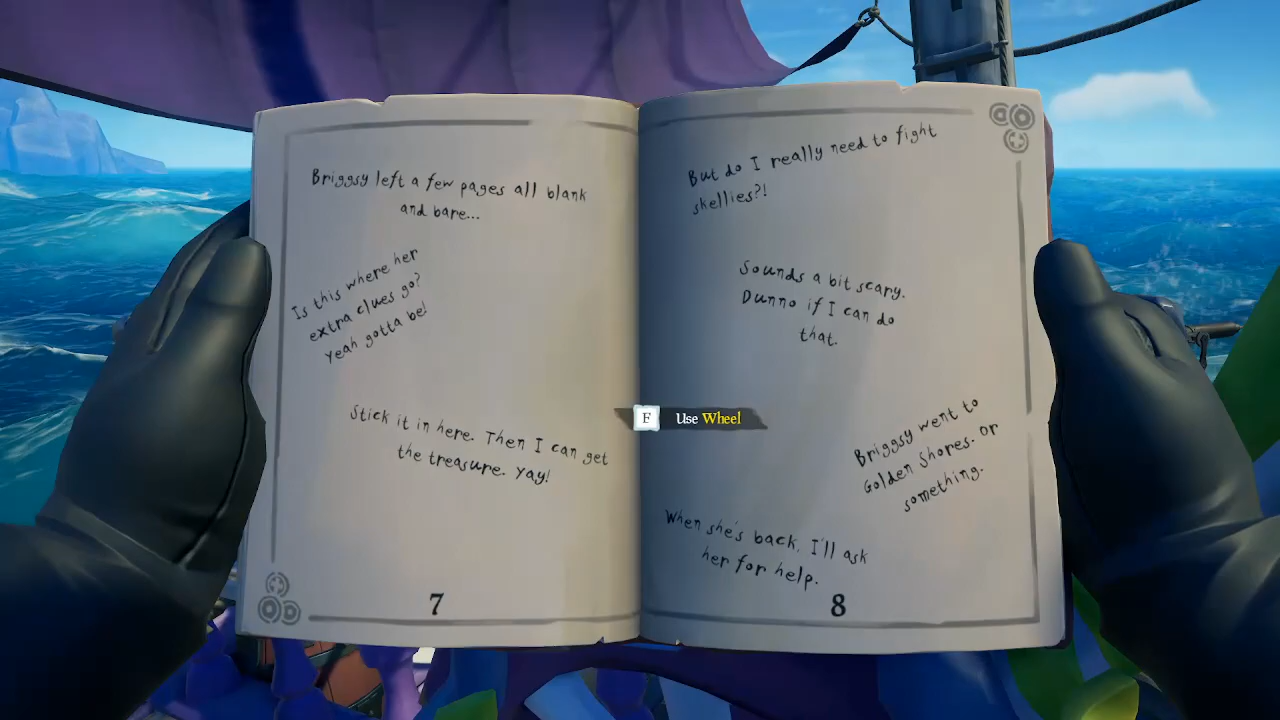 Briggsy left a few pages all blank
and bare...
Is this where her
extra clues go?
Yeah gotta be!
Stick it in here. Then I can get
the treasure. Yay!
7
But do I really need to fight
skellies?!
Sounds a bit scary.
Dunno if I can do
that.
Briggsy went to
Golden Shores. Or
something.
When she's back, I'll ask
her for help.
8
F Use Wheel